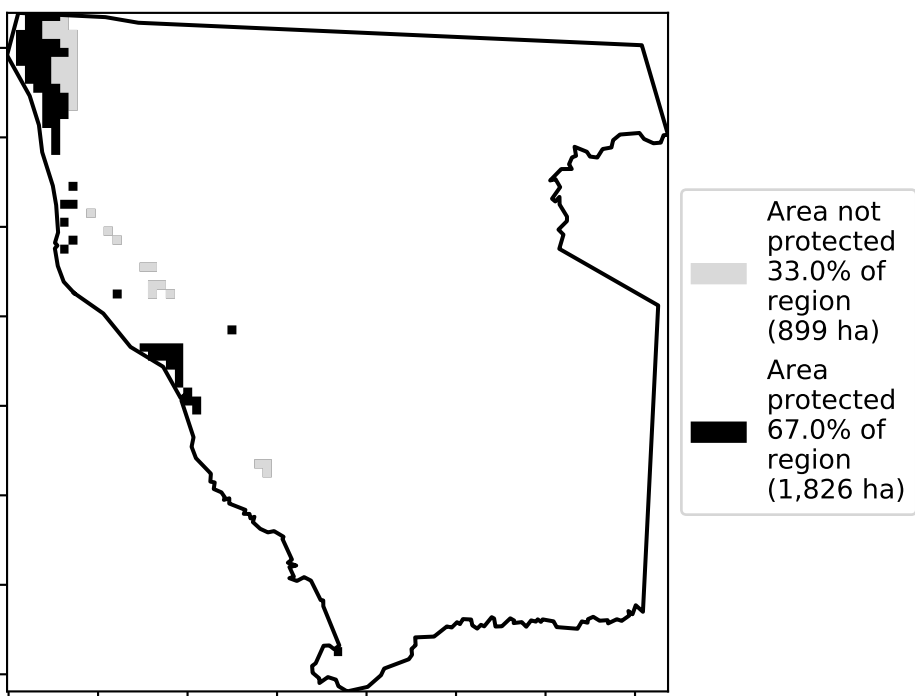 Area not
protected
33.0% of
region
(899 ha)
Area
protected
67.0% of
region
(1,826 ha)